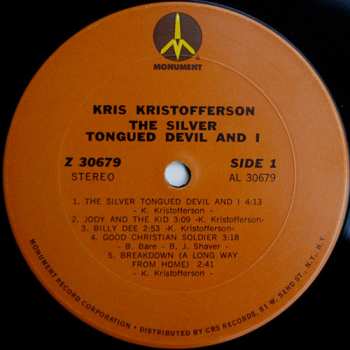 MONUMENT
KRIS KRISTOFFERSON
THE SILVER
TONGUED DEVIL AND I
Z 30679
SIDE 1
STEREO
AL 30679
1. THE SILVER TONGUED DEVIL AND I 4:13
- K. Kristofferson -
2. JODY AND THE KID 3:09 -K. Kristofferson-
3. BILLY DEE 2:53 -K. Kristofferson-
4. GOOD CHRISTIAN SOLDIER 3:18
- B. Bare - B. J. Shaver -
5. BREAKDOWN (A LONG WAY
FROM HOME) 2:41
- K. Kristofferson -
MONUMENT RECORD CORPORATION • DISTRIBUTED BY CBS RECORDS, 51 W. 52ND ST., N.Y., N.Y.